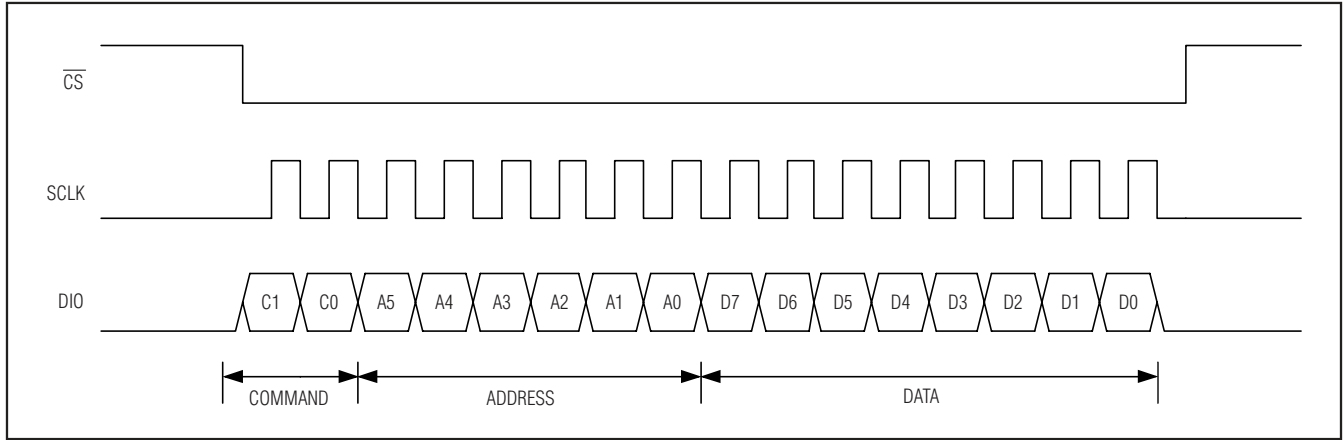 C̅S̅
SCLK
DIO
C1 C0 A5 A4 A3 A2 A1 A0 D7 D6 D5 D4 D3 D2 D1 D0
COMMAND ADDRESS DATA